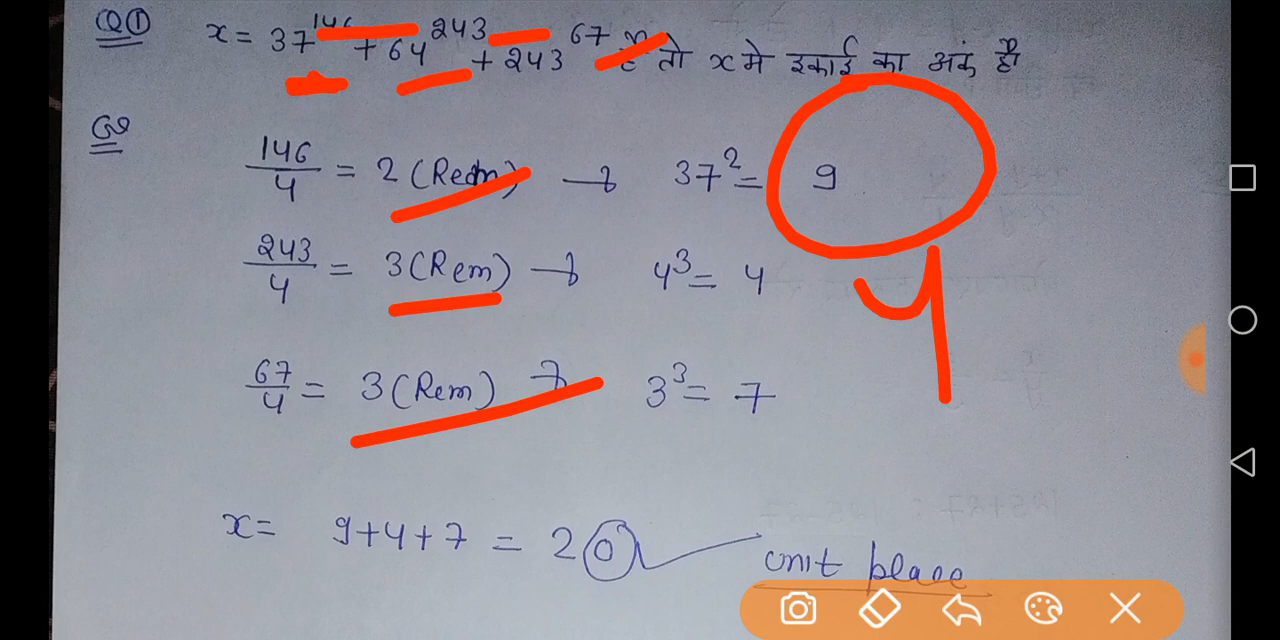 Q① x = 37^146 + 64^243 + 243^67 है तो x मे इकाई का अंक है
146/4 = 2 (Rem) → 37² = 9
243/4 = 3 (Rem) → 4³ = 4
4
67/4 = 3 (Rem) → 3³ = 7
x = 9+4+7 = 20 unit place